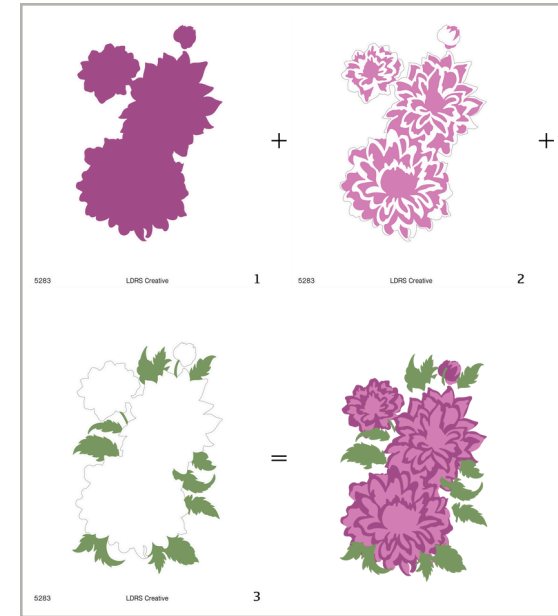 +
+
5283 LDRS Creative 1
5283 LDRS Creative 2
=
5283 LDRS Creative 3